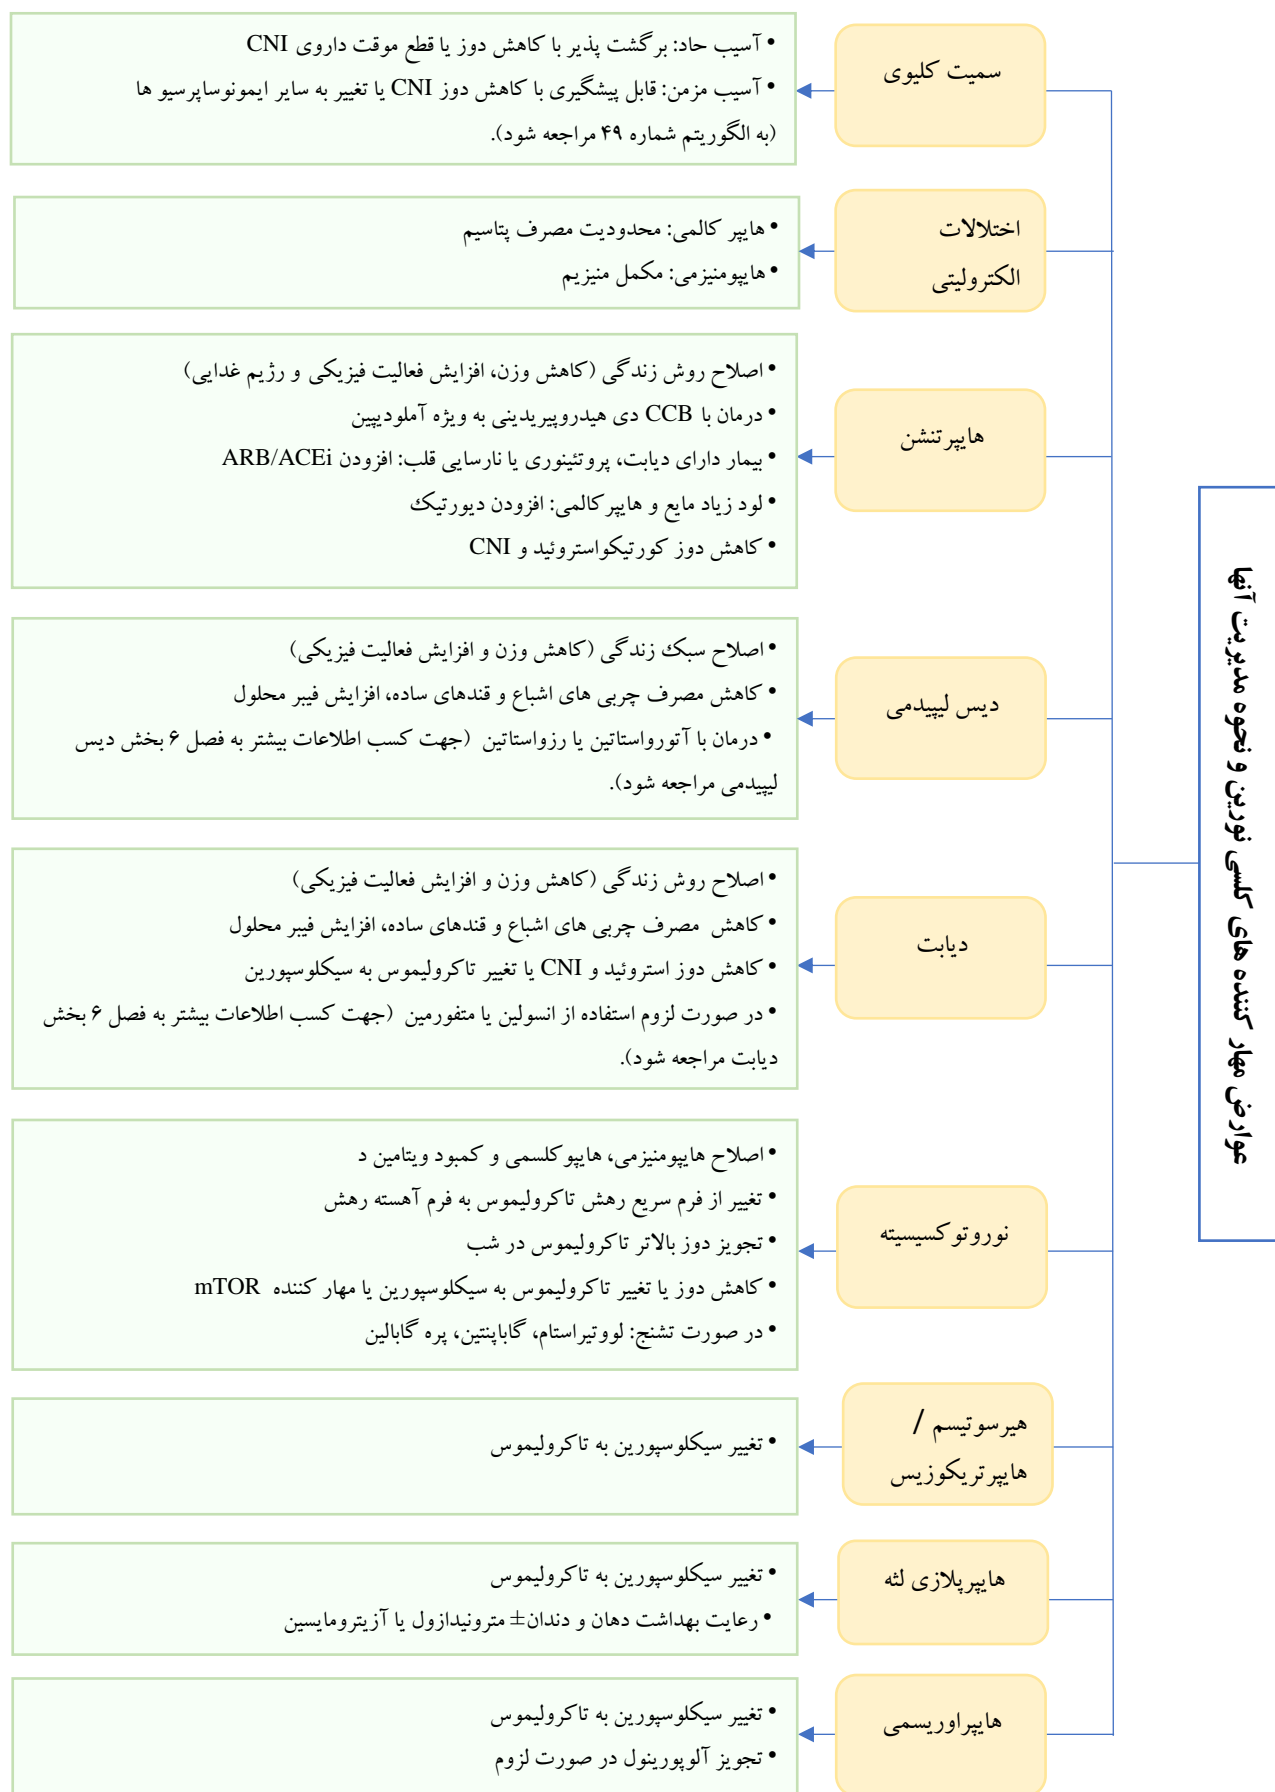 عوارض مهار کننده های کلسی نورین و نحوه مدیریت آنها
سمیت کلیوی
• آسیب حاد: برگشت پذیر با کاهش دوز یا قطع موقت داروی CNI
• آسیب مزمن: قابل پیشگیری با کاهش دوز CNI یا تغییر به سایر ایمونوساپرسیو ها
(به الگوریتم شماره ۴۹ مراجعه شود).
اختلالات
الکترولیتی
• هایپر کالمی: محدودیت مصرف پتاسیم
• هایپومنیزمی: مکمل منیزیم
هایپرتنشن
• اصلاح روش زندگی (کاهش وزن، افزایش فعالیت فیزیکی و رژیم غدایی)
• درمان با CCB دی هیدروپیریدینی به ویژه آملودیپین
• بیمار دارای دیابت، پروتئینوری یا نارسایی قلب: افزودن ARB/ACEi
• لود زیاد مایع و هایپرکالمی: افزودن دیورتیک
• کاهش دوز کورتیکواستروئید و CNI
دیس لیپیدمی
• اصلاح سبک زندگی (کاهش وزن و افزایش فعالیت فیزیکی)
• کاهش مصرف چربی های اشباع و قندهای ساده، افزایش فیبر محلول
• درمان با آتورواستاتین یا رزواستاتین (جهت کسب اطلاعات بیشتر به فصل ۶ بخش دیس
لیپیدمی مراجعه شود).
دیابت
• اصلاح روش زندگی (کاهش وزن و افزایش فعالیت فیزیکی)
• کاهش مصرف چربی های اشباع و قندهای ساده، افزایش فیبر محلول
• کاهش دوز استروئید و CNI یا تغییر تاکرولیموس به سیکلوسپورین
• در صورت لزوم استفاده از انسولین یا متفورمین (جهت کسب اطلاعات بیشتر به فصل ۶ بخش
دیابت مراجعه شود).
نوروتوکسیسیته
• اصلاح هایپومنیزمی، هایپوکلسمی و کمبود ویتامین د
• تغییر از فرم سریع رهش تاکرولیموس به فرم آهسته رهش
• تجویز دوز بالاتر تاکرولیموس در شب
• کاهش دوز یا تغییر تاکرولیموس به سیکلوسپورین یا مهار کننده mTOR
• در صورت تشنج: لووتیراستام، گاباپنتین، پره گابالین
هیرسوتیسم /
هایپرتریکوزیس
• تغییر سیکلوسپورین به تاکرولیموس
هایپرپلازی لثه
• تغییر سیکلوسپورین به تاکرولیموس
• رعایت بهداشت دهان و دندان± مترونیدازول یا آزیترومایسین
هایپراوریسمی
• تغییر سیکلوسپورین به تاکرولیموس
• تجویز آلوپورینول در صورت لزوم